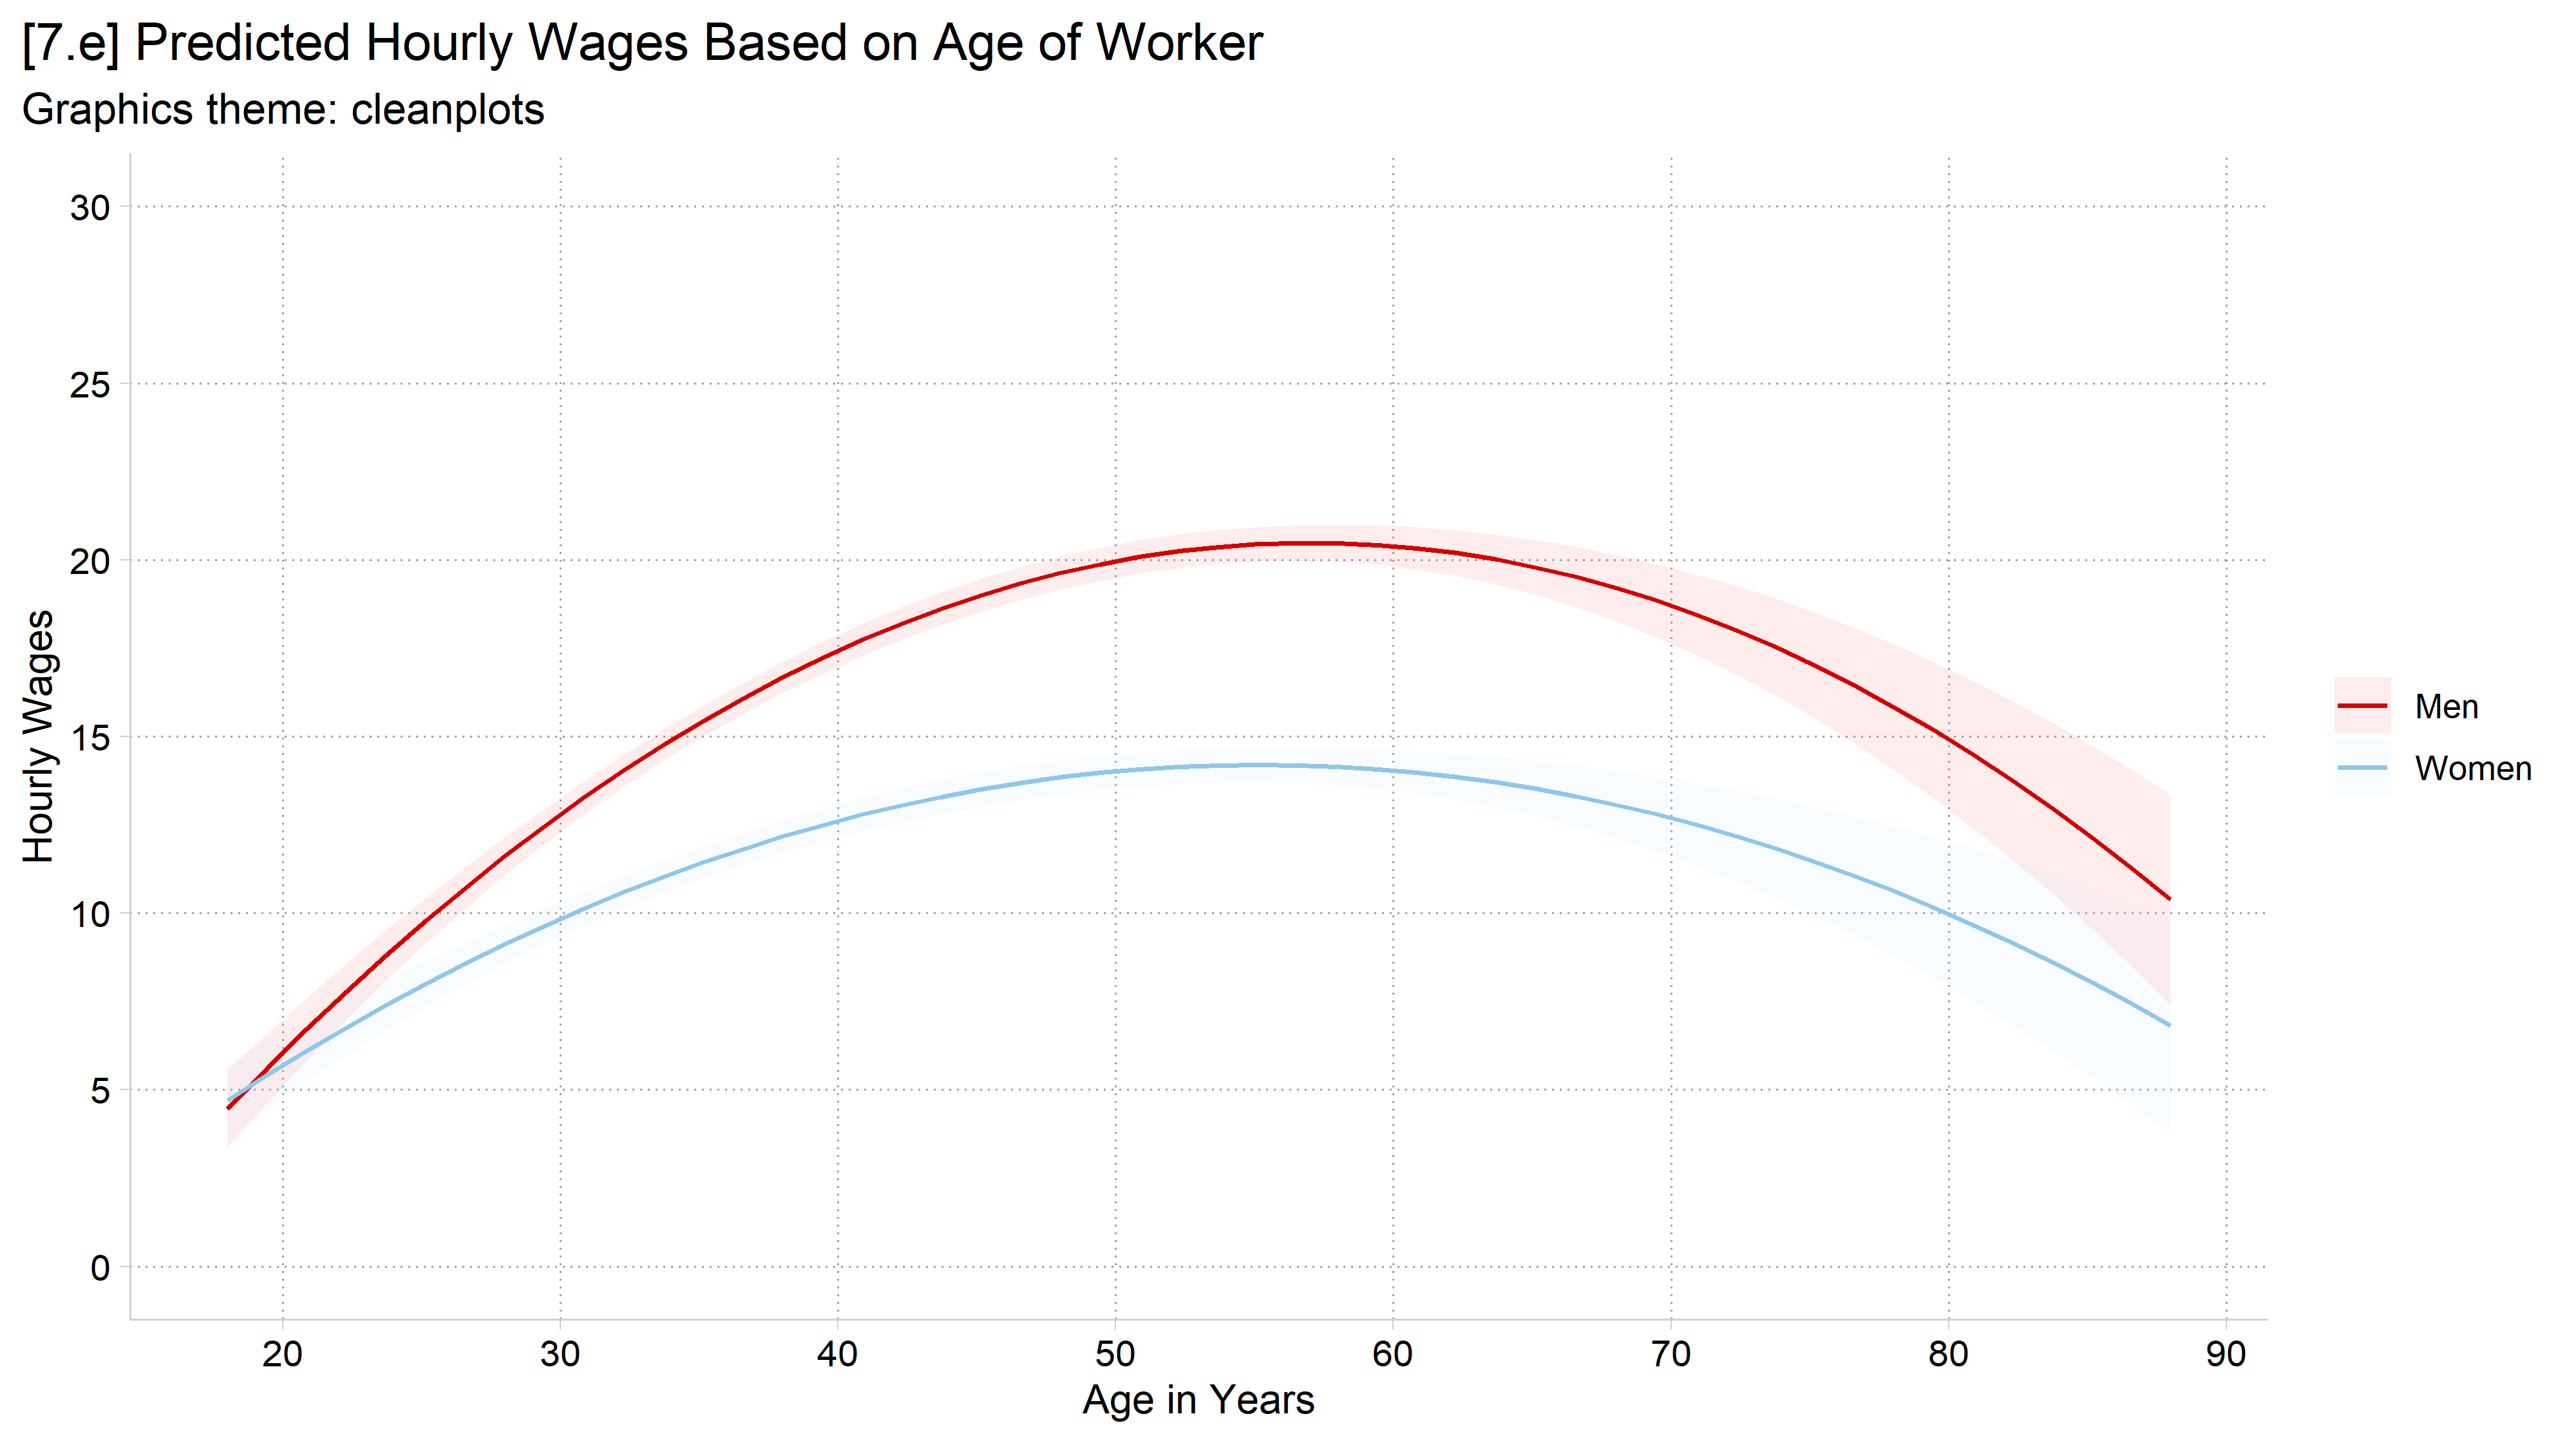 [7.e] Predicted Hourly Wages Based on Age of Worker
Graphics theme: cleanplots
30
25
20
15
10
5
0
Hourly Wages
20 30 40 50 60 70 80 90
Age in Years
Men
Women